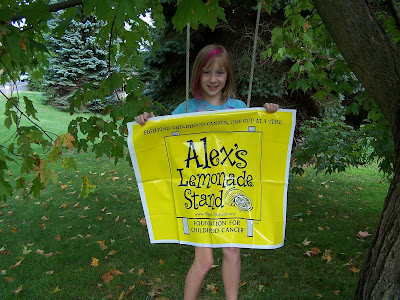 FIGHTING CHILDHOOD CANCER, ONE CUP AT A TIME
Alex's
Lemonade
Stand
FOUNDATION FOR
CHILDHOOD CANCER